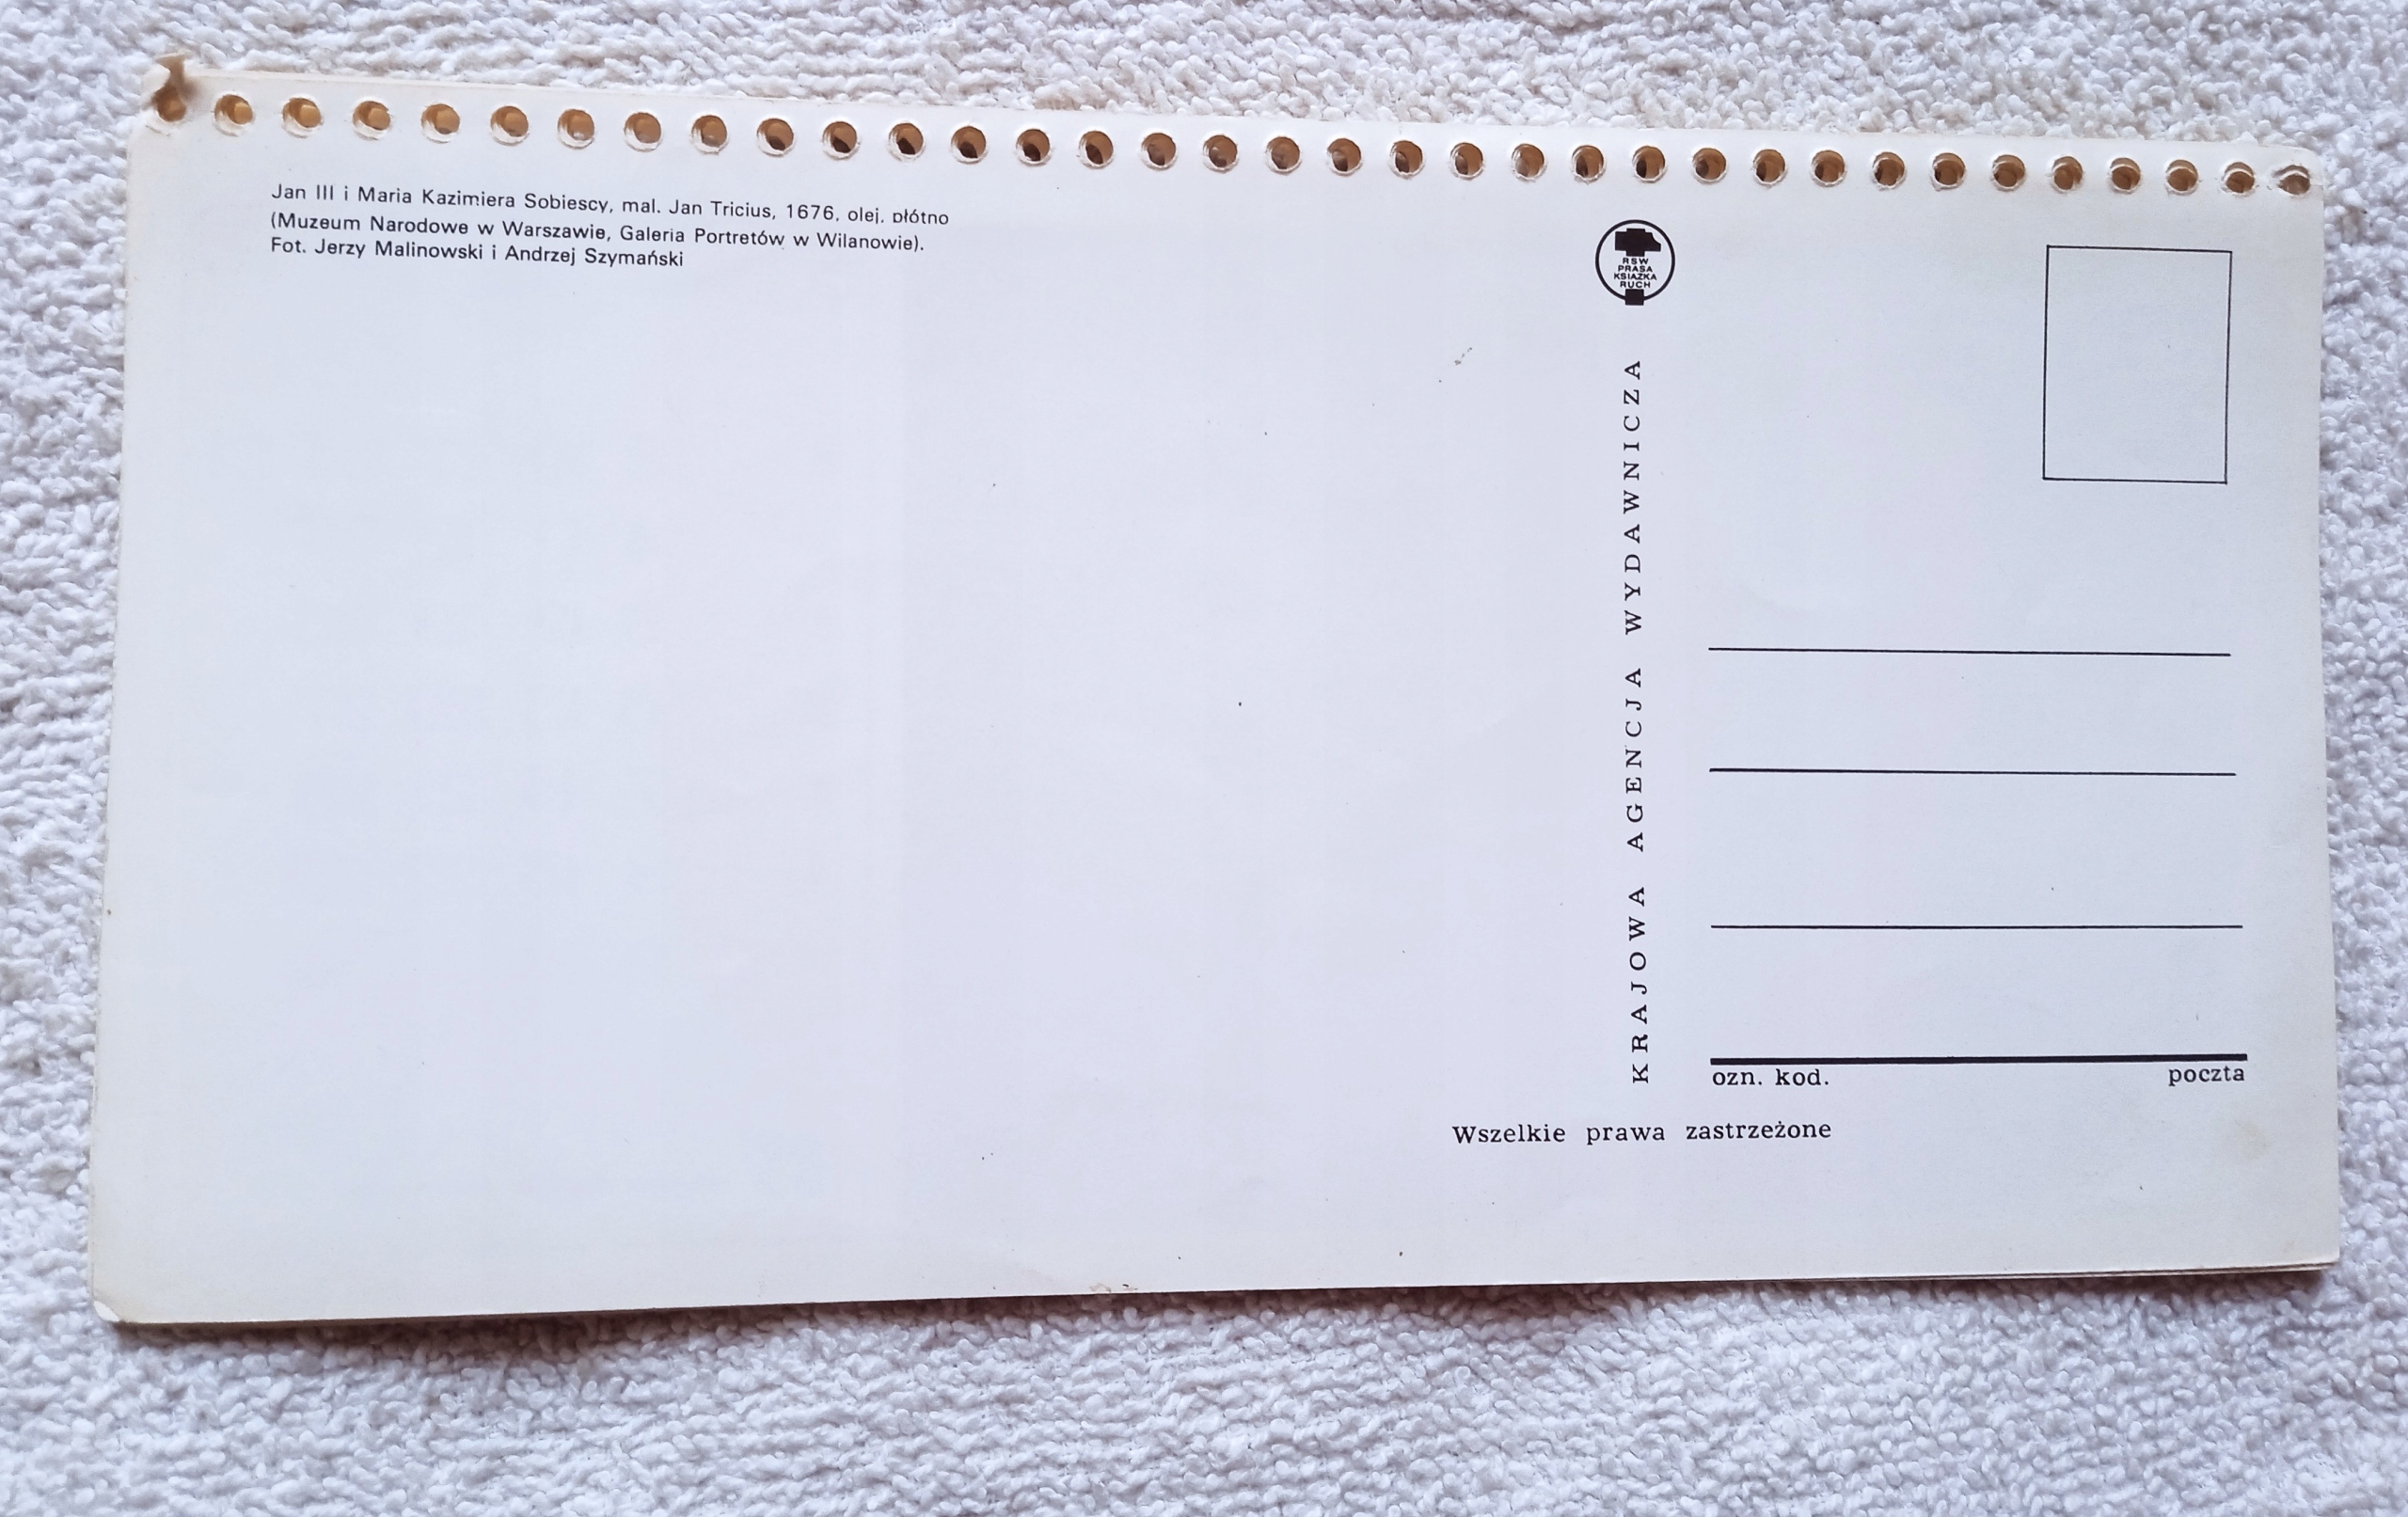 Jan III i Maria Kazimiera Sobiescy, mal. Jan Tricius, 1676, olej, płótno
(Muzeum Narodowe w Warszawie, Galeria Portretów w Wilanowie).
Fot. Jerzy Malinowski i Andrzej Szymański
RSW
PRASA
KSIĄŻKA
RUCH
KRAJOWA AGENCJA WYDAWNICZA
ozn. kod.
poczta
Wszelkie prawa zastrzeżone